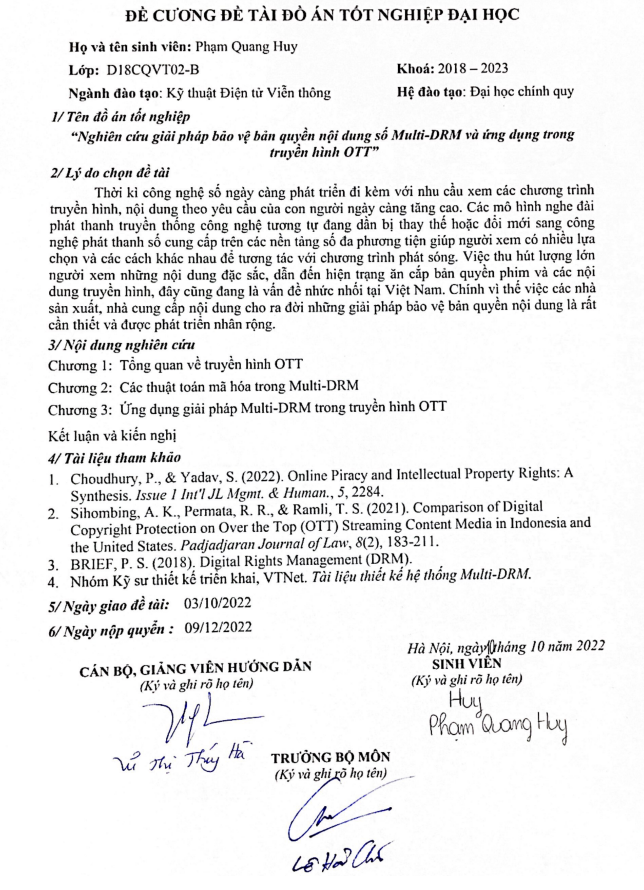 ĐỀ CƯƠNG ĐỀ TÀI ĐỒ ÁN TỐT NGHIỆP ĐẠI HỌC
Họ và tên sinh viên: Phạm Quang Huy
Lớp: D18CQVT02-B Khoá: 2018 – 2023
Ngành đào tạo: Kỹ thuật Điện tử Viễn thông Hệ đào tạo: Đại học chính quy
1/ Tên đồ án tốt nghiệp
“Nghiên cứu giải pháp bảo vệ bản quyền nội dung số Multi-DRM và ứng dụng trong
truyền hình OTT”
2/ Lý do chọn đề tài
Thời kì công nghệ số ngày càng phát triển đi kèm với nhu cầu xem các chương trình
truyền hình, nội dung theo yêu cầu của con người ngày càng tăng cao. Các mô hình nghe đài
phát thanh truyền thống công nghệ tương tự đang dần bị thay thế hoặc đổi mới sang công
nghệ phát thanh số cung cấp trên các nền tảng số đa phương tiện giúp người xem có nhiều lựa
chọn và các cách khác nhau để tương tác với chương trình phát sóng. Việc thu hút lượng lớn
người xem những nội dung đặc sắc, dẫn đến hiện trạng ăn cắp bản quyền phim và các nội
dung truyền hình, đây cũng đang là vấn đề nhức nhối tại Việt Nam. Chính vì thế việc các nhà
sản xuất, nhà cung cấp nội dung cho ra đời những giải pháp bảo vệ bản quyền nội dung là rất
cần thiết và được phát triển nhân rộng.
3/ Nội dung nghiên cứu
Chương 1: Tổng quan về truyền hình OTT
Chương 2: Các thuật toán mã hóa trong Multi-DRM
Chương 3: Ứng dụng giải pháp Multi-DRM trong truyền hình OTT
Kết luận và kiến nghị
4/ Tài liệu tham khảo
1. Choudhury, P., & Yadav, S. (2022). Online Piracy and Intellectual Property Rights: A
Synthesis. Issue 1 Int'l JL Mgmt. & Human., 5, 2284.
2. Sihombing, A. K., Permata, R. R., & Ramli, T. S. (2021). Comparison of Digital
Copyright Protection on Over the Top (OTT) Streaming Content Media in Indonesia and
the United States. Padjadjaran Journal of Law, 8(2), 183-211.
3. BRIEF, P. S. (2018). Digital Rights Management (DRM).
4. Nhóm Kỹ sư thiết kế triển khai, VTNet. Tài liệu thiết kế hệ thống Multi-DRM.
5/ Ngày giao đề tài: 03/10/2022
6/ Ngày nộp quyển : 09/12/2022
Hà Nội, ngày 10 tháng 10 năm 2022
CÁN BỘ, GIẢNG VIÊN HƯỚNG DẪN SINH VIÊN
(Ký và ghi rõ họ tên) (Ký và ghi rõ họ tên)
Huy
Phạm Quang Huy
Vũ Thị Thúy Hà
TRƯỞNG BỘ MÔN
(Ký và ghi rõ họ tên)